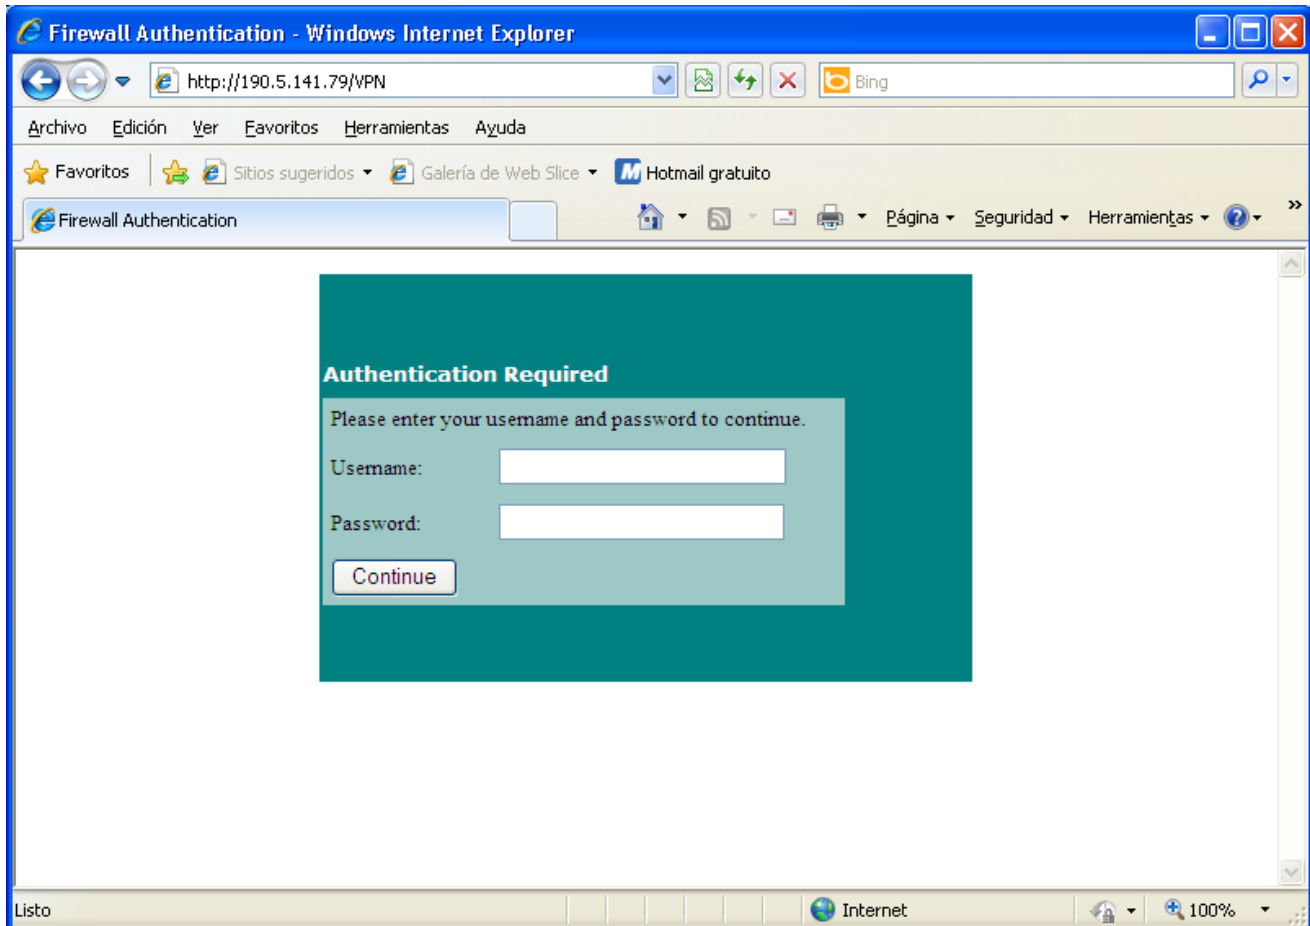 Firewall Authentication - Windows Internet Explorer
http://190.5.141.79/VPN
Bing
Archivo Edición Ver Favoritos Herramientas Ayuda
Favoritos Sitios sugeridos Galería de Web Slice Hotmail gratuito
Firewall Authentication Página Seguridad Herramientas »
Authentication Required
Please enter your username and password to continue.
Username:
Password:
Continue
Listo Internet 100%